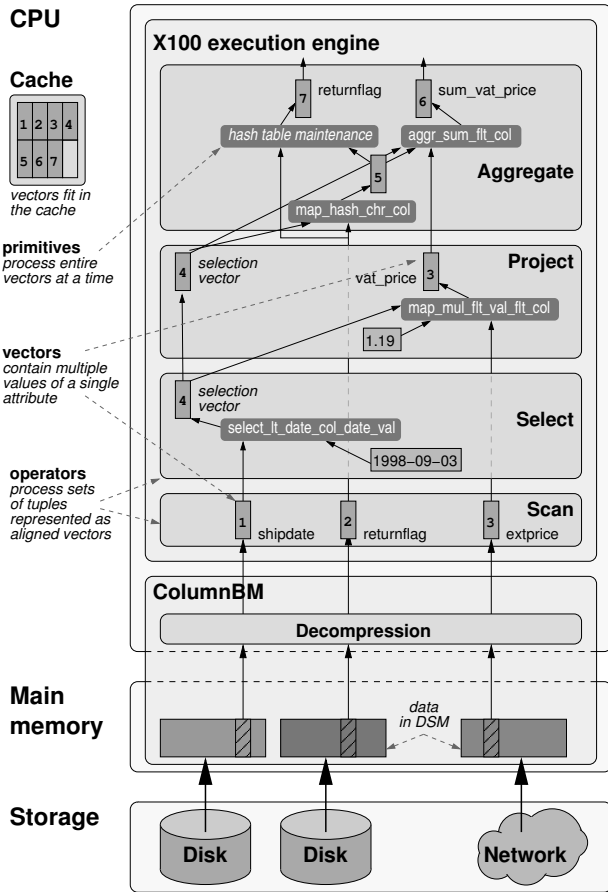 CPU
X100 execution engine
Cache
1 2 3 4
5 6 7
vectors fit in
the cache
7
returnflag
6
sum_vat_price
hash table maintenance
aggr_sum_flt_col
5
Aggregate
map_hash_chr_col
primitives
process entire
vectors at a time
4
selection
vector
Project
vat_price
3
map_mul_flt_val_flt_col
1.19
vectors
contain multiple
values of a single
attribute
4
selection
vector
Select
select_lt_date_col_date_val
1998-09-03
operators
process sets
of tuples
represented as
aligned vectors
Scan
1
shipdate
2
returnflag
3
extprice
ColumnBM
Decompression
Main
memory
data
in DSM
Storage
Disk
Disk
Network